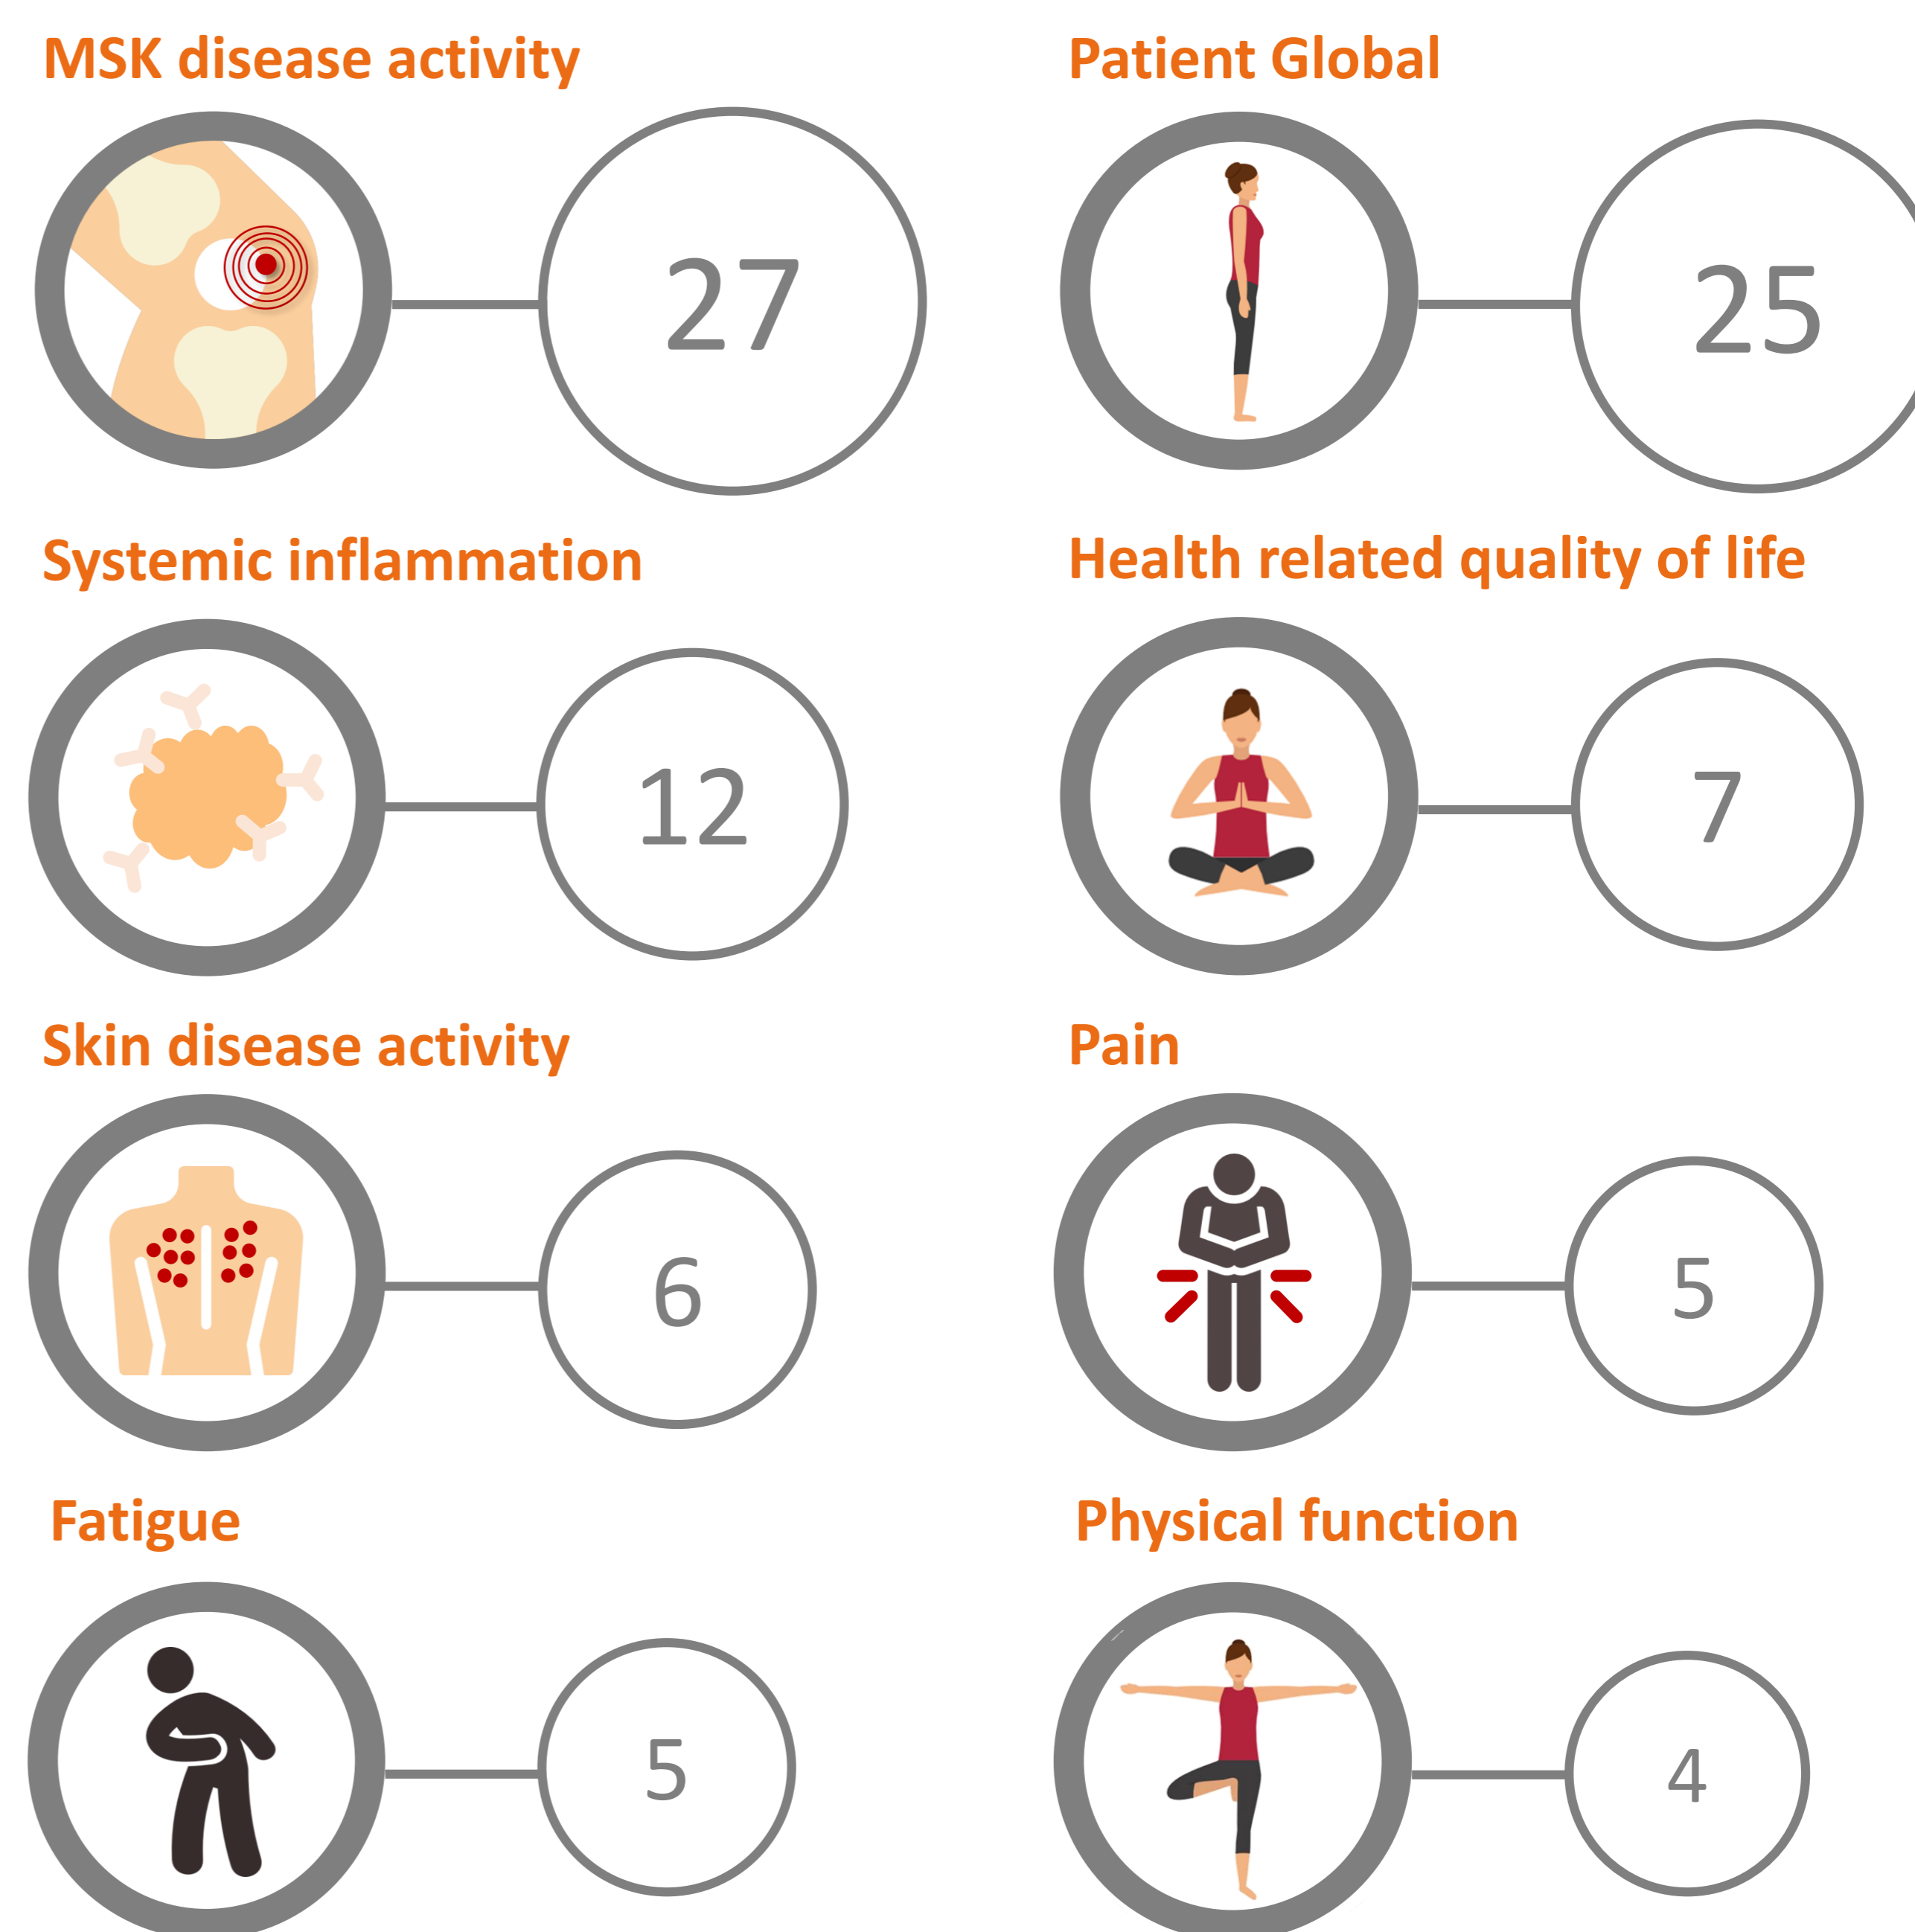 MSK disease activity
Patient Global
27
25
Systemic inflammation
Health related quality of life
12
7
Skin disease activity
Pain
6
5
Fatigue
Physical function
5
4